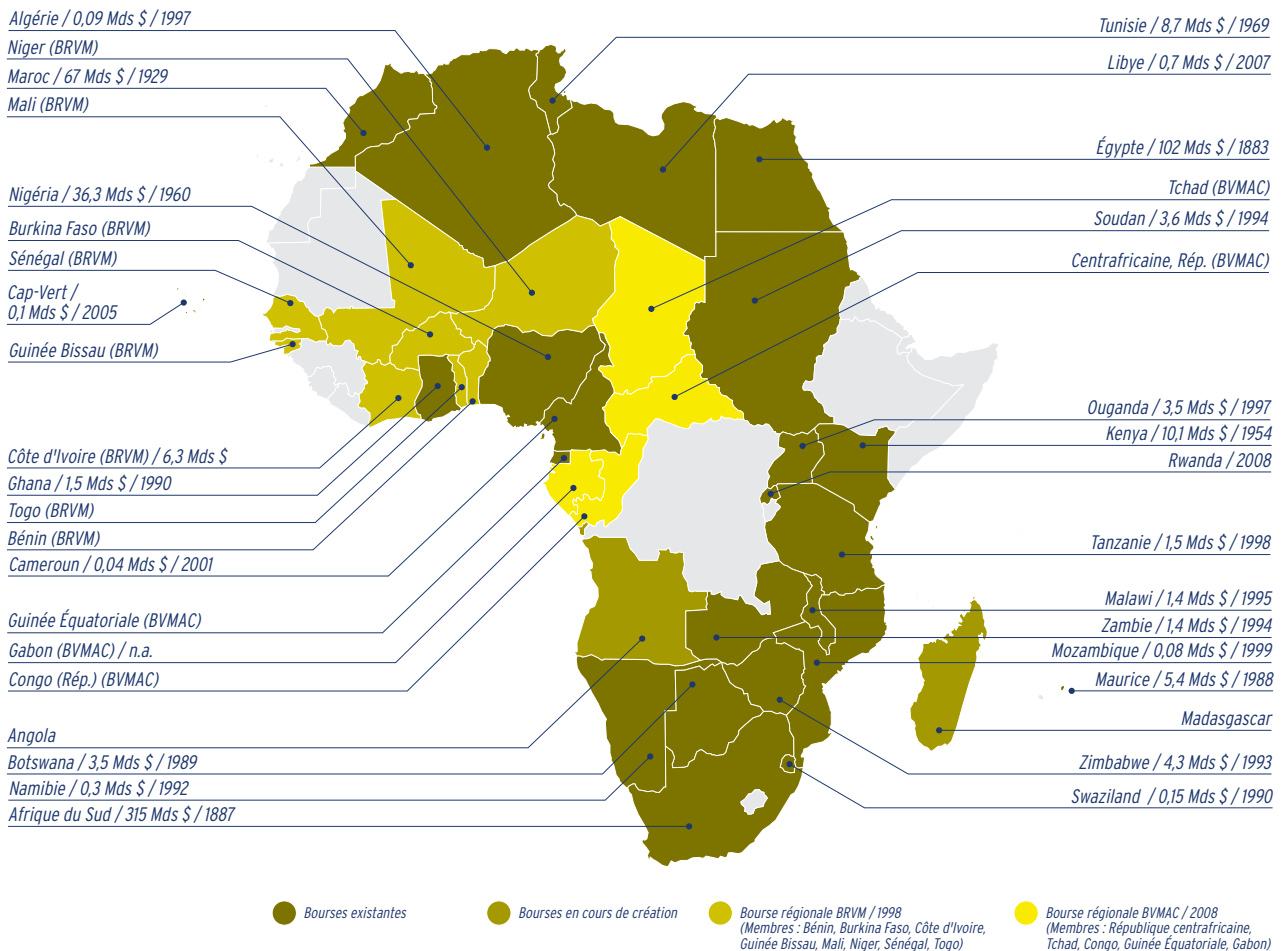 Algérie / 0,09 Mds $ / 1997
Niger (BRVM)
Maroc / 67 Mds $ / 1929
Mali (BRVM)
Nigéria / 36,3 Mds $ / 1960
Burkina Faso (BRVM)
Sénégal (BRVM)
Cap-Vert /
0,1 Mds $ / 2005
Guinée Bissau (BRVM)
Côte d'Ivoire (BRVM) / 6,3 Mds $
Ghana / 1,5 Mds $ / 1990
Togo (BRVM)
Bénin (BRVM)
Cameroun / 0,04 Mds $ / 2001
Guinée Équatoriale (BVMAC)
Gabon (BVMAC) / n.a.
Congo (Rép.) (BVMAC)
Angola
Botswana / 3,5 Mds $ / 1989
Namibie / 0,3 Mds $ / 1992
Afrique du Sud / 315 Mds $ / 1887
Tunisie / 8,7 Mds $ / 1969
Libye / 0,7 Mds $ / 2007
Égypte / 102 Mds $ / 1883
Tchad (BVMAC)
Soudan / 3,6 Mds $ / 1994
Centrafricaine, Rép. (BVMAC)
Ouganda / 3,5 Mds $ / 1997
Kenya / 10,1 Mds $ / 1954
Rwanda / 2008
Tanzanie / 1,5 Mds $ / 1998
Malawi / 1,4 Mds $ / 1995
Zambie / 1,4 Mds $ / 1994
Mozambique / 0,08 Mds $ / 1999
Maurice / 5,4 Mds $ / 1988
Madagascar
Zimbabwe / 4,3 Mds $ / 1993
Swaziland / 0,15 Mds $ / 1990
Bourses existantes
Bourses en cours de création
Bourse régionale BRVM / 1998
(Membres : Bénin, Burkina Faso, Côte d'Ivoire,
Guinée Bissau, Mali, Niger, Sénégal, Togo)
Bourse régionale BVMAC / 2008
(Membres : République centrafricaine,
Tchad, Congo, Guinée Équatoriale, Gabon)